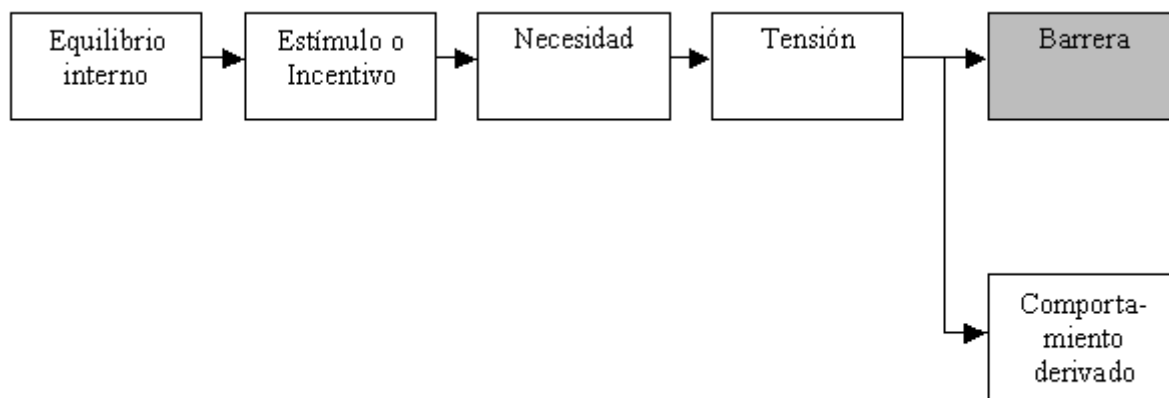 Equilibrio
interno
Estímulo o
Incentivo
Necesidad
Tensión
Barrera
Comporta-
miento
derivado